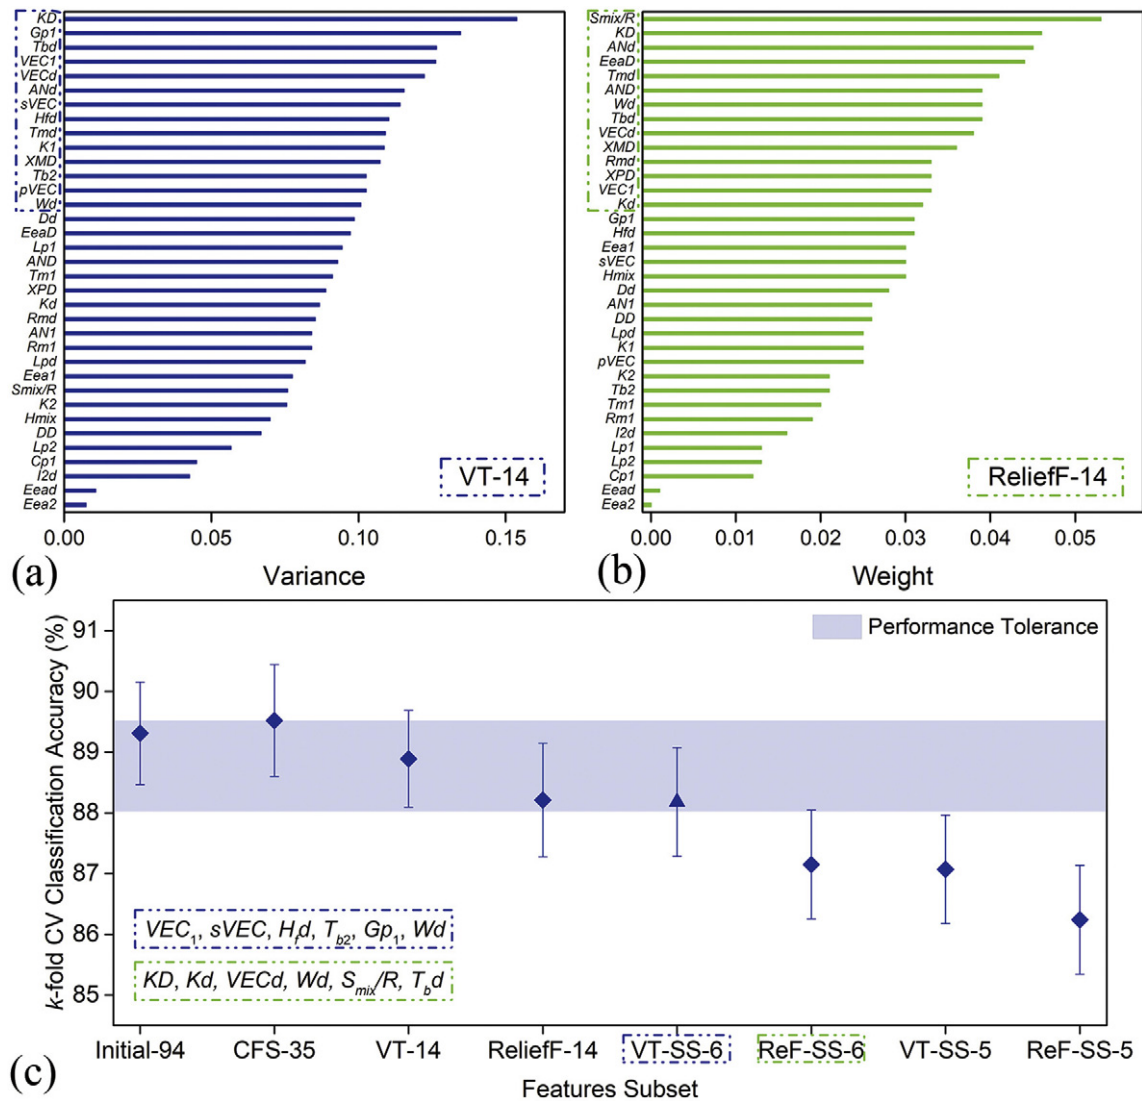 KD
Gp1
Tbd
VEC1
VECd
ANd
sVEC
Hfd
Tmd
K1
XMD
Tb2
pVEC
Wd
Dd
EeaD
Lp1
AND
Tm1
XPD
Kd
Rmd
AN1
Rm1
Lpd
Eea1
Smix/R
K2
Hmix
DD
Lp2
Cp1
I2d
Eead
Eea2
VT-14
0.00 0.05 0.10 0.15
(a) Variance
Smix/R
KD
ANd
EeaD
Tmd
AND
Wd
Tbd
VECd
XMD
Rmd
XPD
VEC1
Kd
Gp1
Hfd
Eea1
sVEC
Hmix
Dd
AN1
DD
Lpd
K1
pVEC
K2
Tb2
Tm1
Rm1
I2d
Lp1
Lp2
Cp1
Eead
Eea2
ReliefF-14
0.00 0.01 0.02 0.03 0.04 0.05
(b) Weight
k-fold CV Classification Accuracy (%)
91
90
89
88
87
86
85
Performance Tolerance
VEC₁, sVEC, H_fd, T_b2, Gp₁, Wd
KD, Kd, VECd, Wd, S_mix/R, T_bd
Initial-94 CFS-35 VT-14 ReliefF-14 VT-SS-6 ReF-SS-6 VT-SS-5 ReF-SS-5
(c) Features Subset